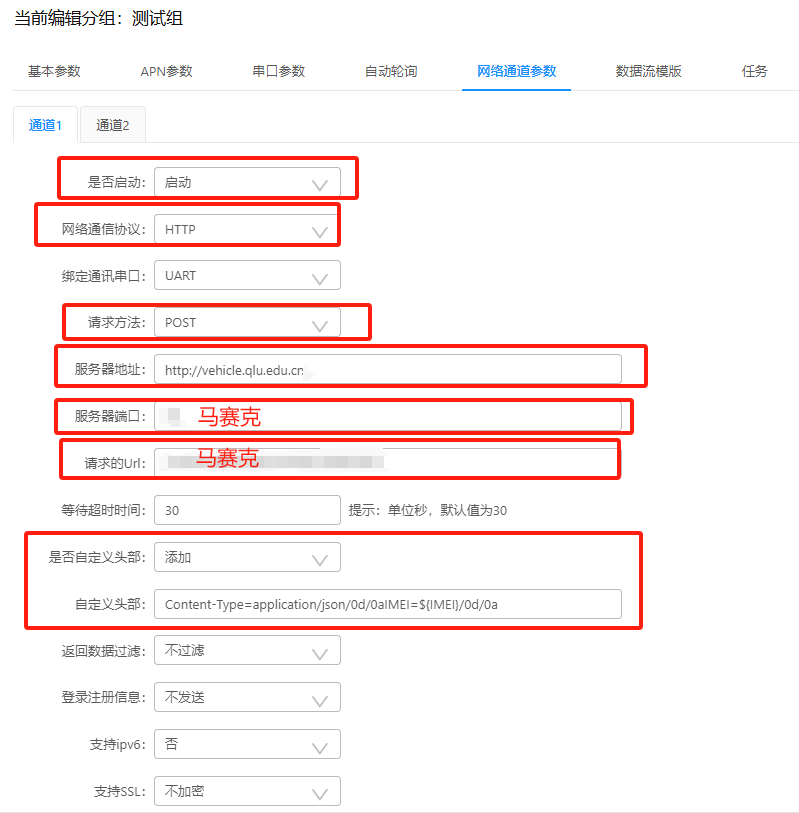 当前编辑分组：测试组
基本参数 APN参数 串口参数 自动轮询 网络通道参数 数据流模版 任务
通道1 通道2
是否启动： 启动
网络通信协议： HTTP
绑定通讯串口： UART
请求方法： POST
服务器地址： http://vehicle.qlu.edu.cn
服务器端口： 马赛克
请求的Url： 马赛克
等待超时时间： 30 提示：单位秒，默认值为30
是否自定义头部： 添加
自定义头部： Content-Type=application/json/0d/0aIMEI=${IMEI}/0d/0a
返回数据过滤： 不过滤
登录注册信息： 不发送
支持ipv6： 否
支持SSL： 不加密